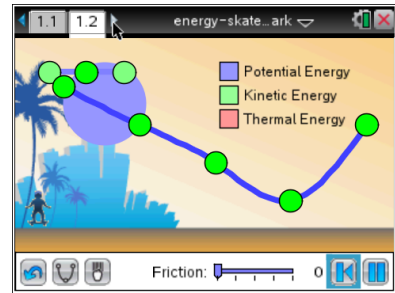 1.1 1.2 energy-skate…ark
Potential Energy
Kinetic Energy
Thermal Energy
Friction: 0